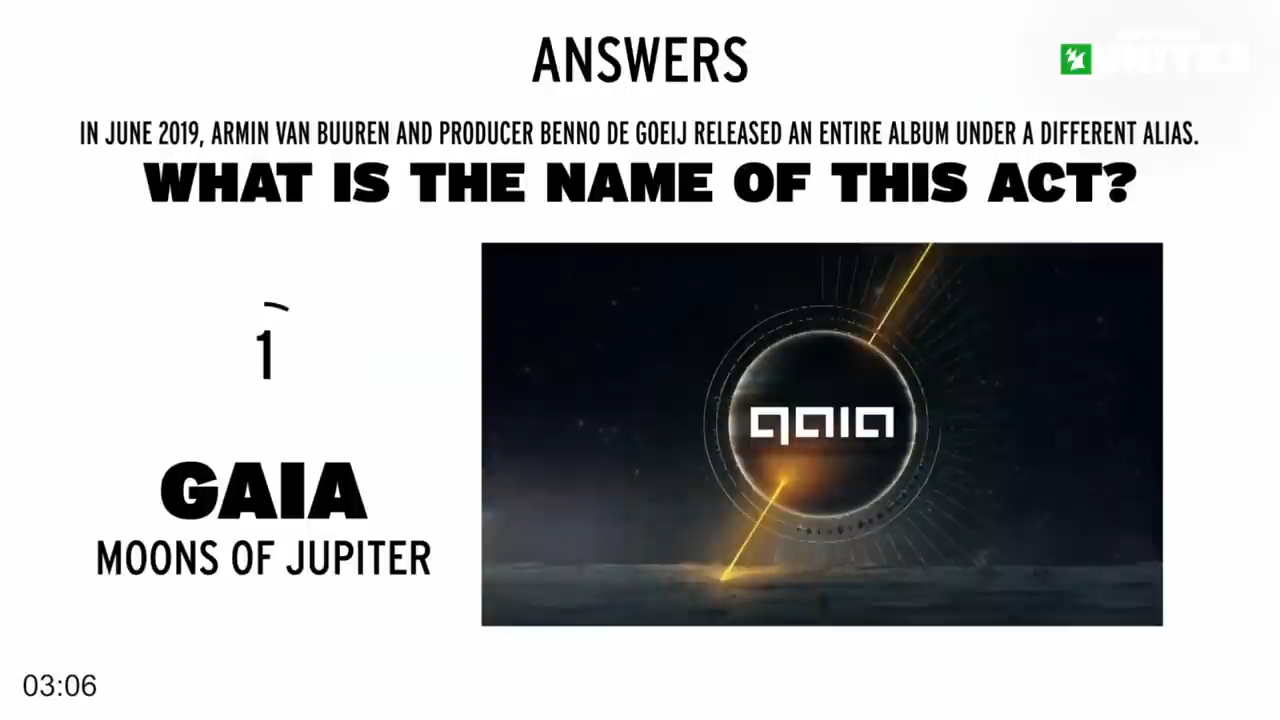 ANSWERS
UNITES
IN JUNE 2019, ARMIN VAN BUUREN AND PRODUCER BENNO DE GOEIJ RELEASED AN ENTIRE ALBUM UNDER A DIFFERENT ALIAS.
WHAT IS THE NAME OF THIS ACT?
1
gaia
GAIA
MOONS OF JUPITER
03:06